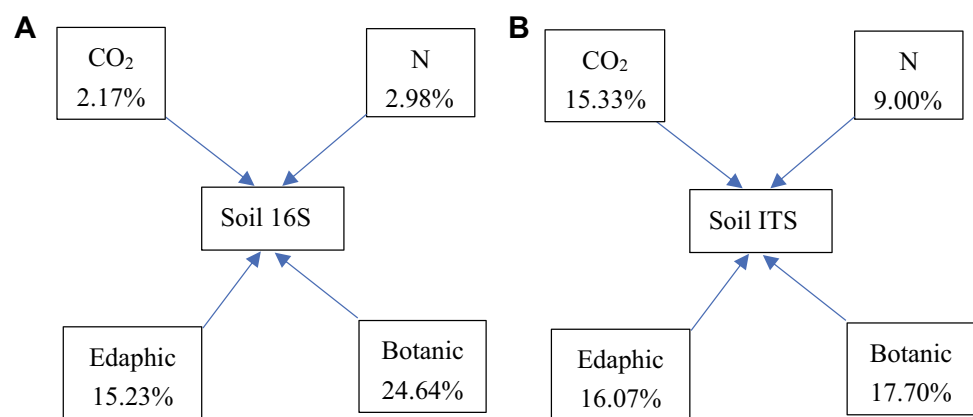 A
CO₂
2.17%
N
2.98%
Soil 16S
Edaphic
15.23%
Botanic
24.64%
B
CO₂
15.33%
N
9.00%
Soil ITS
Edaphic
16.07%
Botanic
17.70%